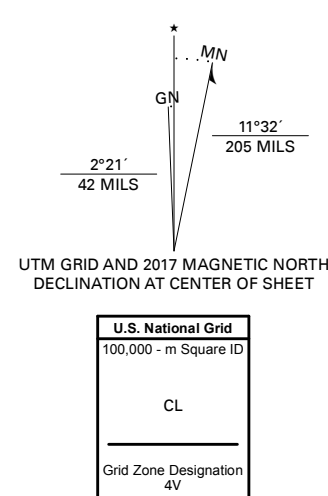 ★
MN
GN
11°32´
205 MILS
2°21´
42 MILS
UTM GRID AND 2017 MAGNETIC NORTH
DECLINATION AT CENTER OF SHEET
U.S. National Grid
100,000 - m Square ID
CL
Grid Zone Designation
4V